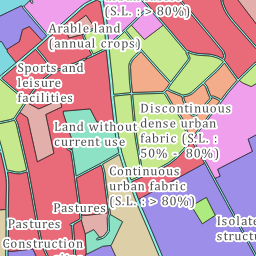 (S.L. : > 80%)
Arable land
(annual crops)
Sports and
leisure
facilities
Discontinuous
dense urban
fabric (S.L. :
50% - 80%)
Land without
current use
Continuous
urban fabric
(S.L. : > 80%)
Pastures
Pastures
Isolate
struct
Construction